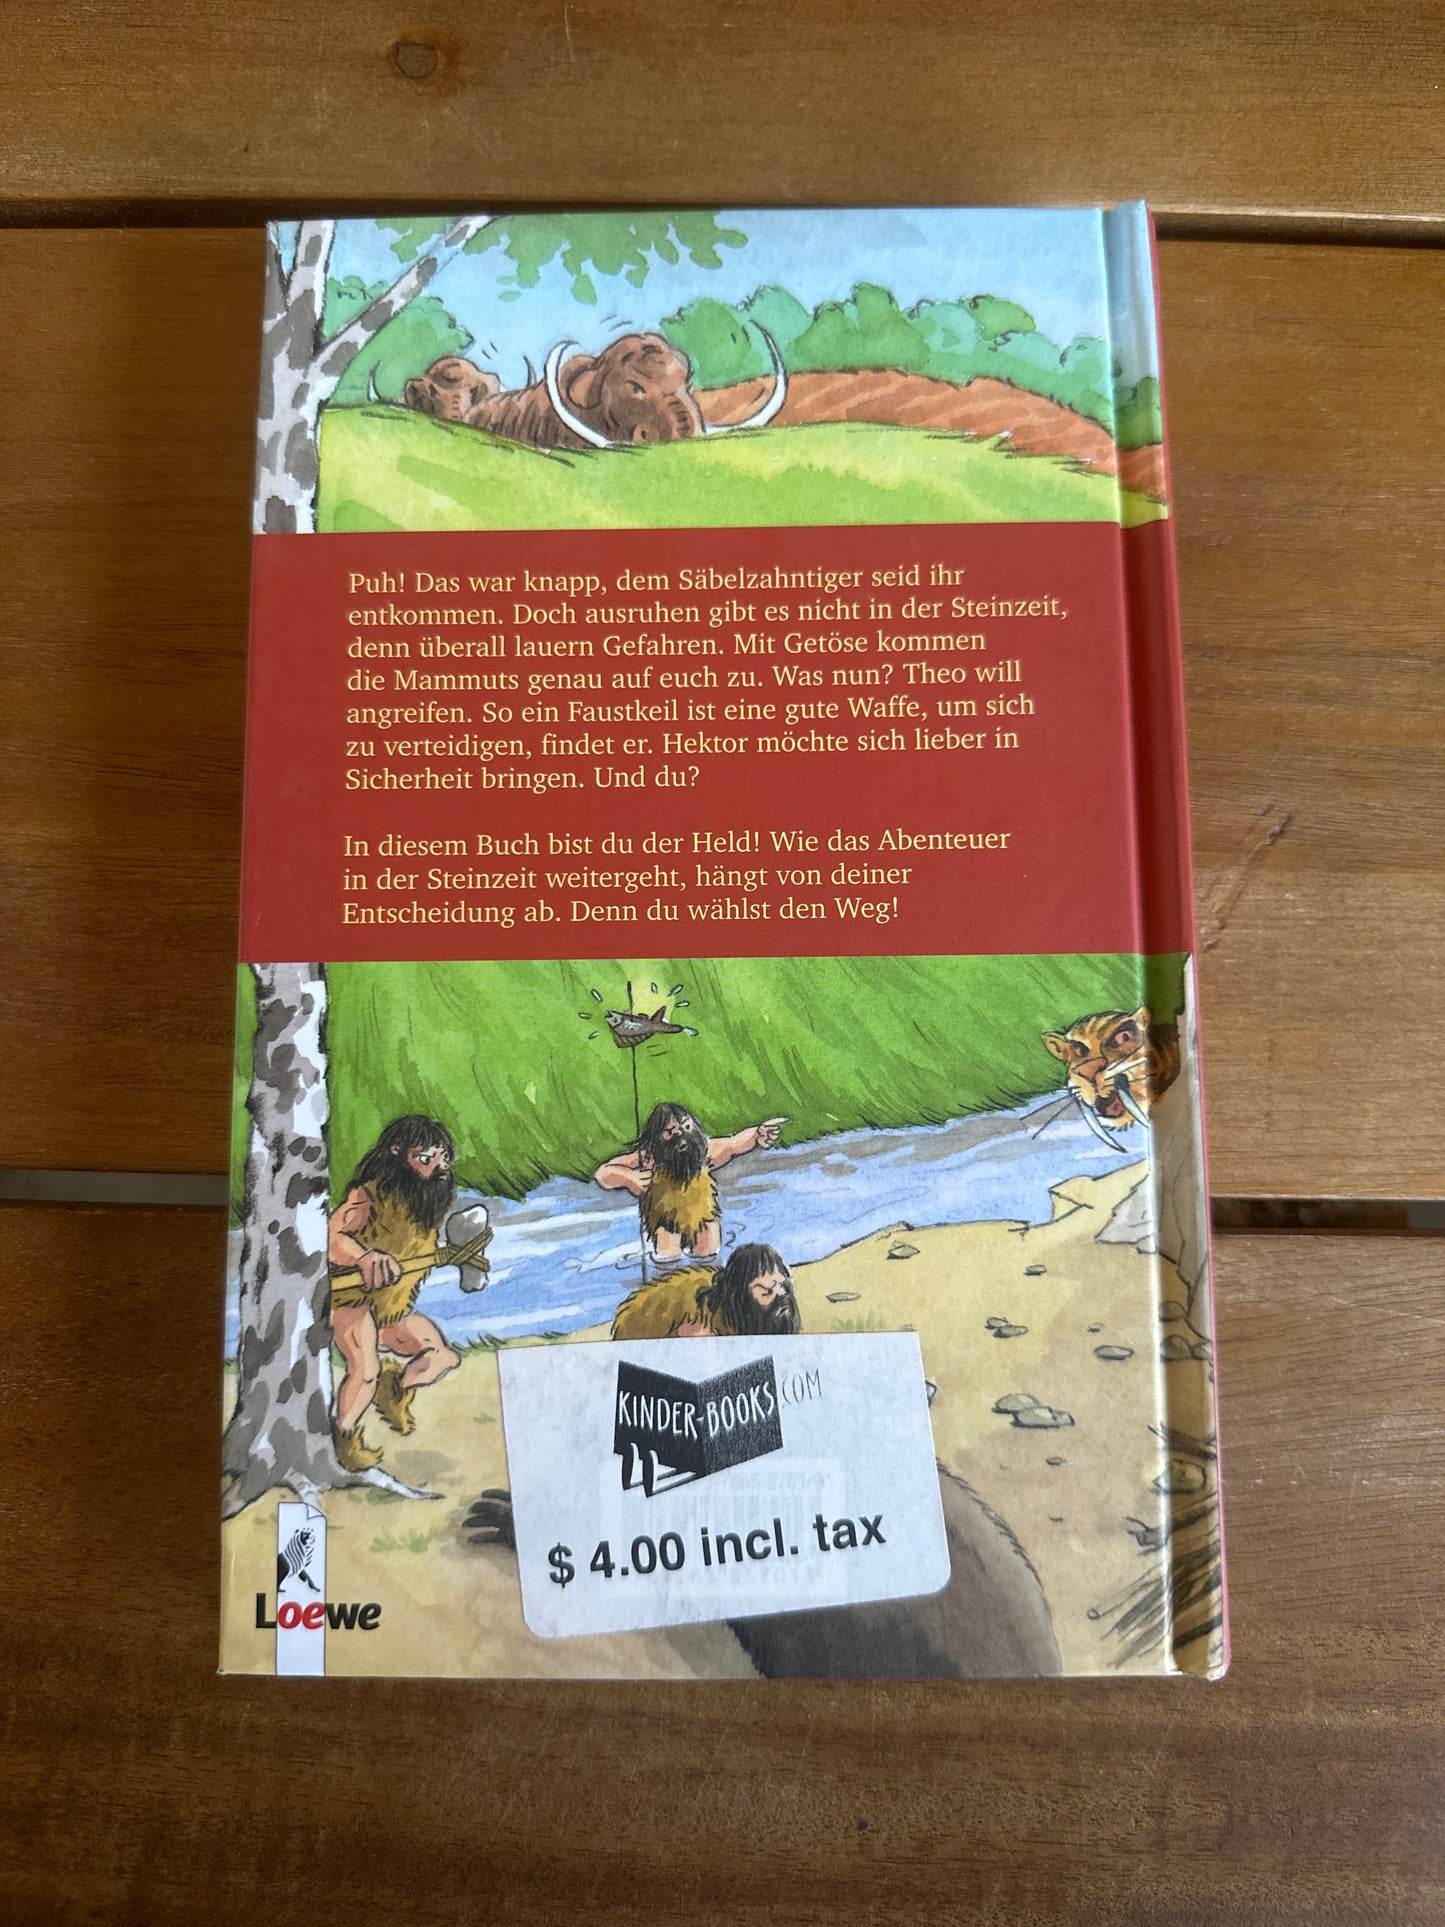 Puh! Das war knapp, dem Säbelzahntiger seid ihr
entkommen. Doch ausruhen gibt es nicht in der Steinzeit,
denn überall lauern Gefahren. Mit Getöse kommen
die Mammuts genau auf euch zu. Was nun? Theo will
angreifen. So ein Faustkeil ist eine gute Waffe, um sich
zu verteidigen, findet er. Hektor möchte sich lieber in
Sicherheit bringen. Und du?
In diesem Buch bist du der Held! Wie das Abenteuer
in der Steinzeit weitergeht, hängt von deiner
Entscheidung ab. Denn du wählst den Weg!
KINDER-BOOKS.COM
$ 4.00 incl. tax
Loewe